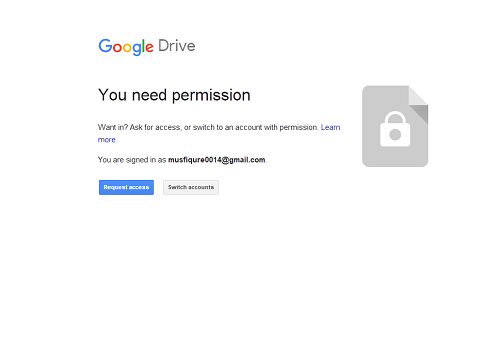 Google Drive
You need permission
Want in? Ask for access, or switch to an account with permission. Learn
more
You are signed in as musfiqure0014@gmail.com.
Request access Switch accounts